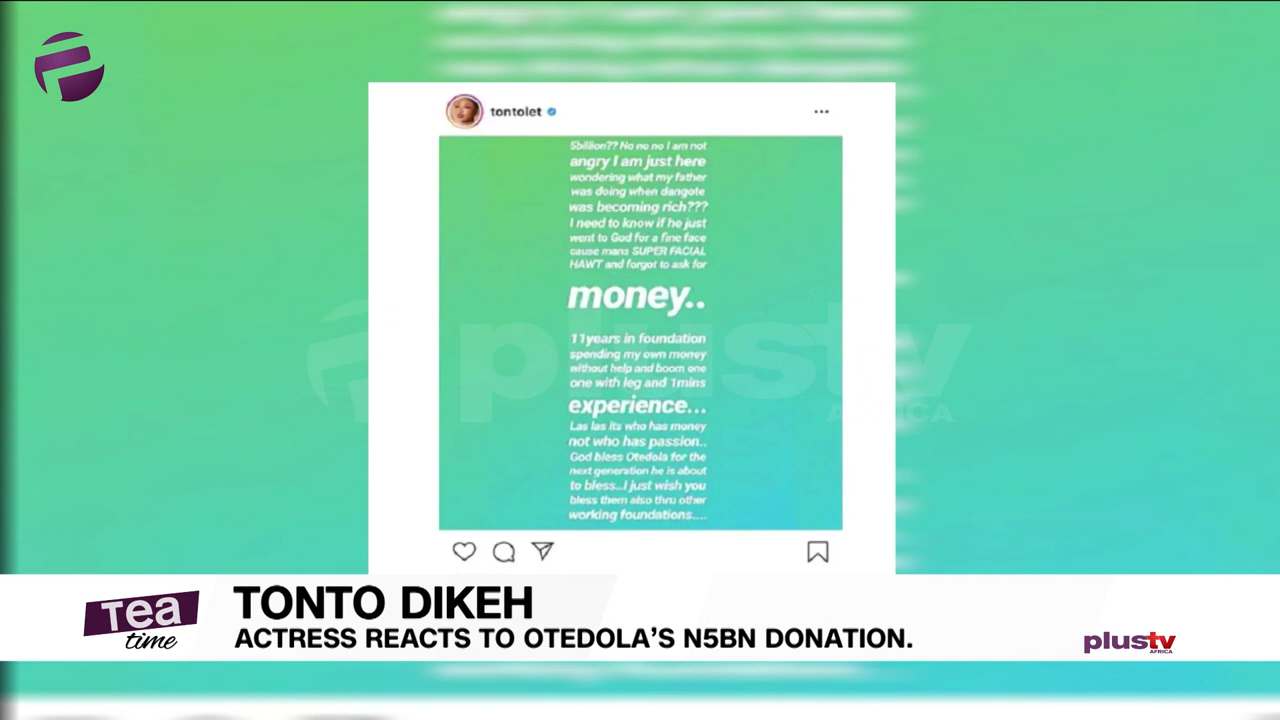 tontolet
5billion?? No no no I am not
angry I am just here
wondering what my father
was doing when dangote
was becoming rich???
I need to know if he just
went to God for a fine face
cause mans SUPER FACIAL
HAWT and forgot to ask for
money..
11years in foundation
spending my own money
without help and boom one
one with leg and 1mins
experience...
Las las its who has money
not who has passion..
God bless Otedola for the
next generation he is about
to bless..I just wish you
bless them also thru other
working foundations....
plustv
AFRICA
Tea
time
TONTO DIKEH
ACTRESS REACTS TO OTEDOLA'S N5BN DONATION.
plustv
AFRICA